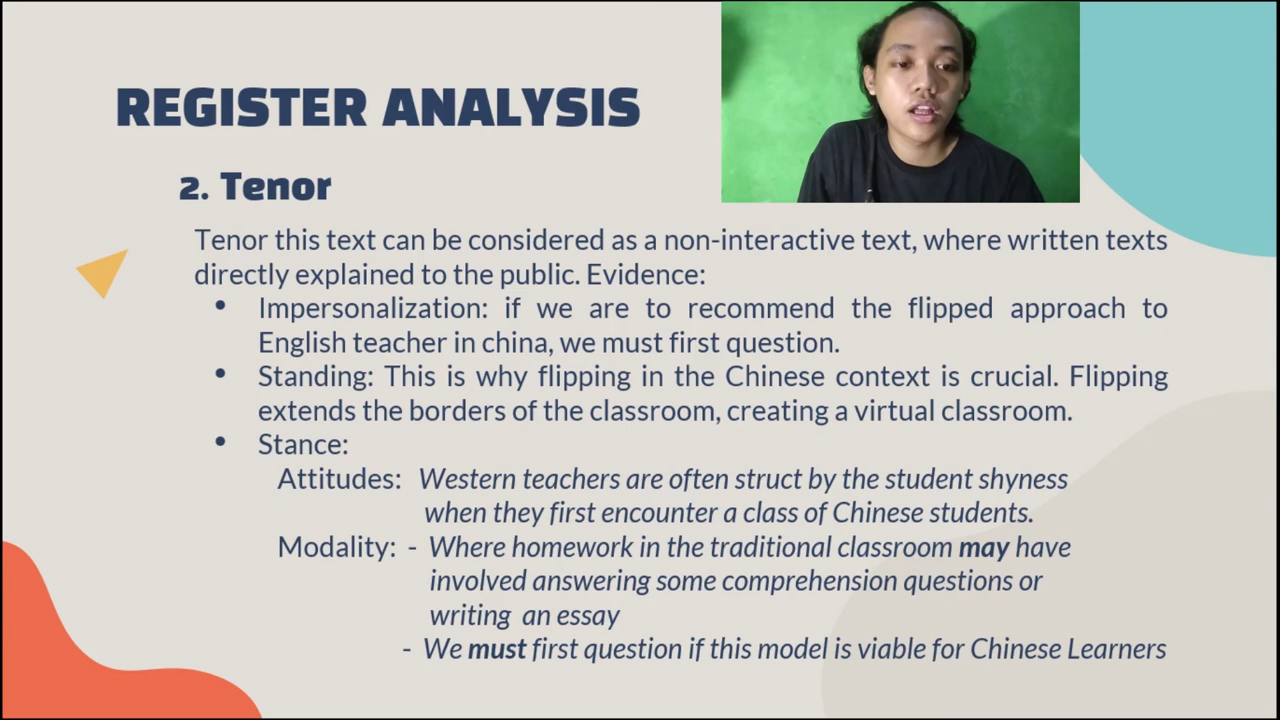 REGISTER ANALYSIS
2. Tenor
Tenor this text can be considered as a non-interactive text, where written texts
directly explained to the public. Evidence:
• Impersonalization: if we are to recommend the flipped approach to
English teacher in china, we must first question.
• Standing: This is why flipping in the Chinese context is crucial. Flipping
extends the borders of the classroom, creating a virtual classroom.
• Stance:
Attitudes: Western teachers are often struct by the student shyness
when they first encounter a class of Chinese students.
Modality: - Where homework in the traditional classroom may have
involved answering some comprehension questions or
writing an essay
- We must first question if this model is viable for Chinese Learners